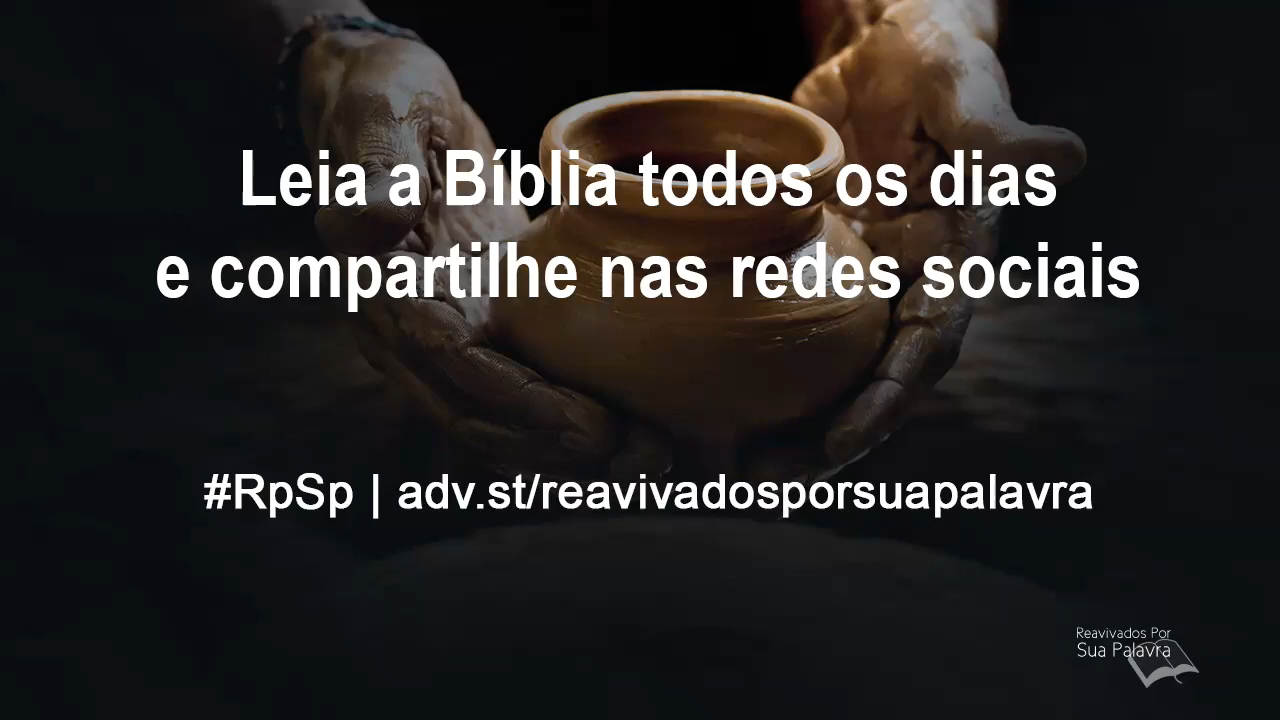 Leia a Bíblia todos os dias
e compartilhe nas redes sociais
#RpSp | adv.st/reavivadosporsuapalavra
Reavivados Por
Sua Palavra